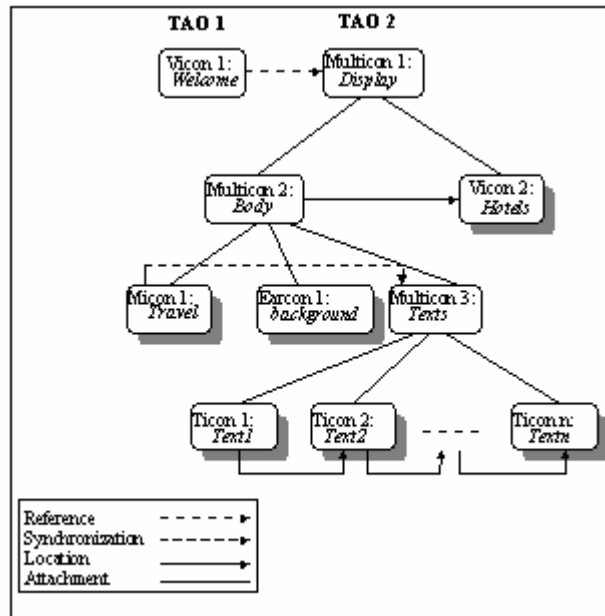 TAO 1 TAO 2
Vicon 1:
Welcome
Multicon 1:
Display
Multicon 2:
Body
Vicon 2:
Hotels
Micon 1:
Travel
Earcon 1:
background
Multicon 3:
Texts
Ticon 1:
Text1
Ticon 2:
Text2
Ticon n:
Textn
Reference
Synchronization
Location
Attachment